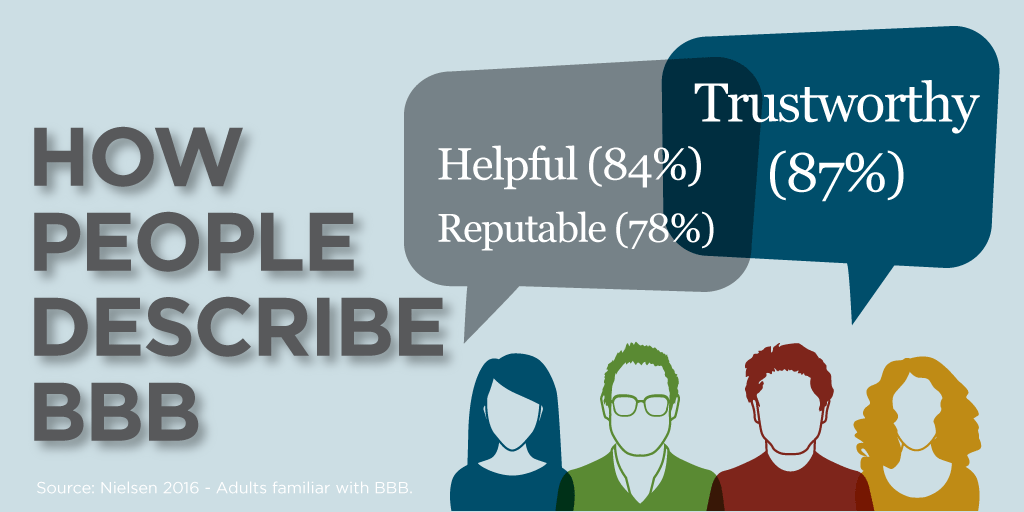 HOW
PEOPLE
DESCRIBE
BBB
Helpful (84%)
Reputable (78%)
Trustworthy
(87%)
Source: Nielsen 2016 - Adults familiar with BBB.